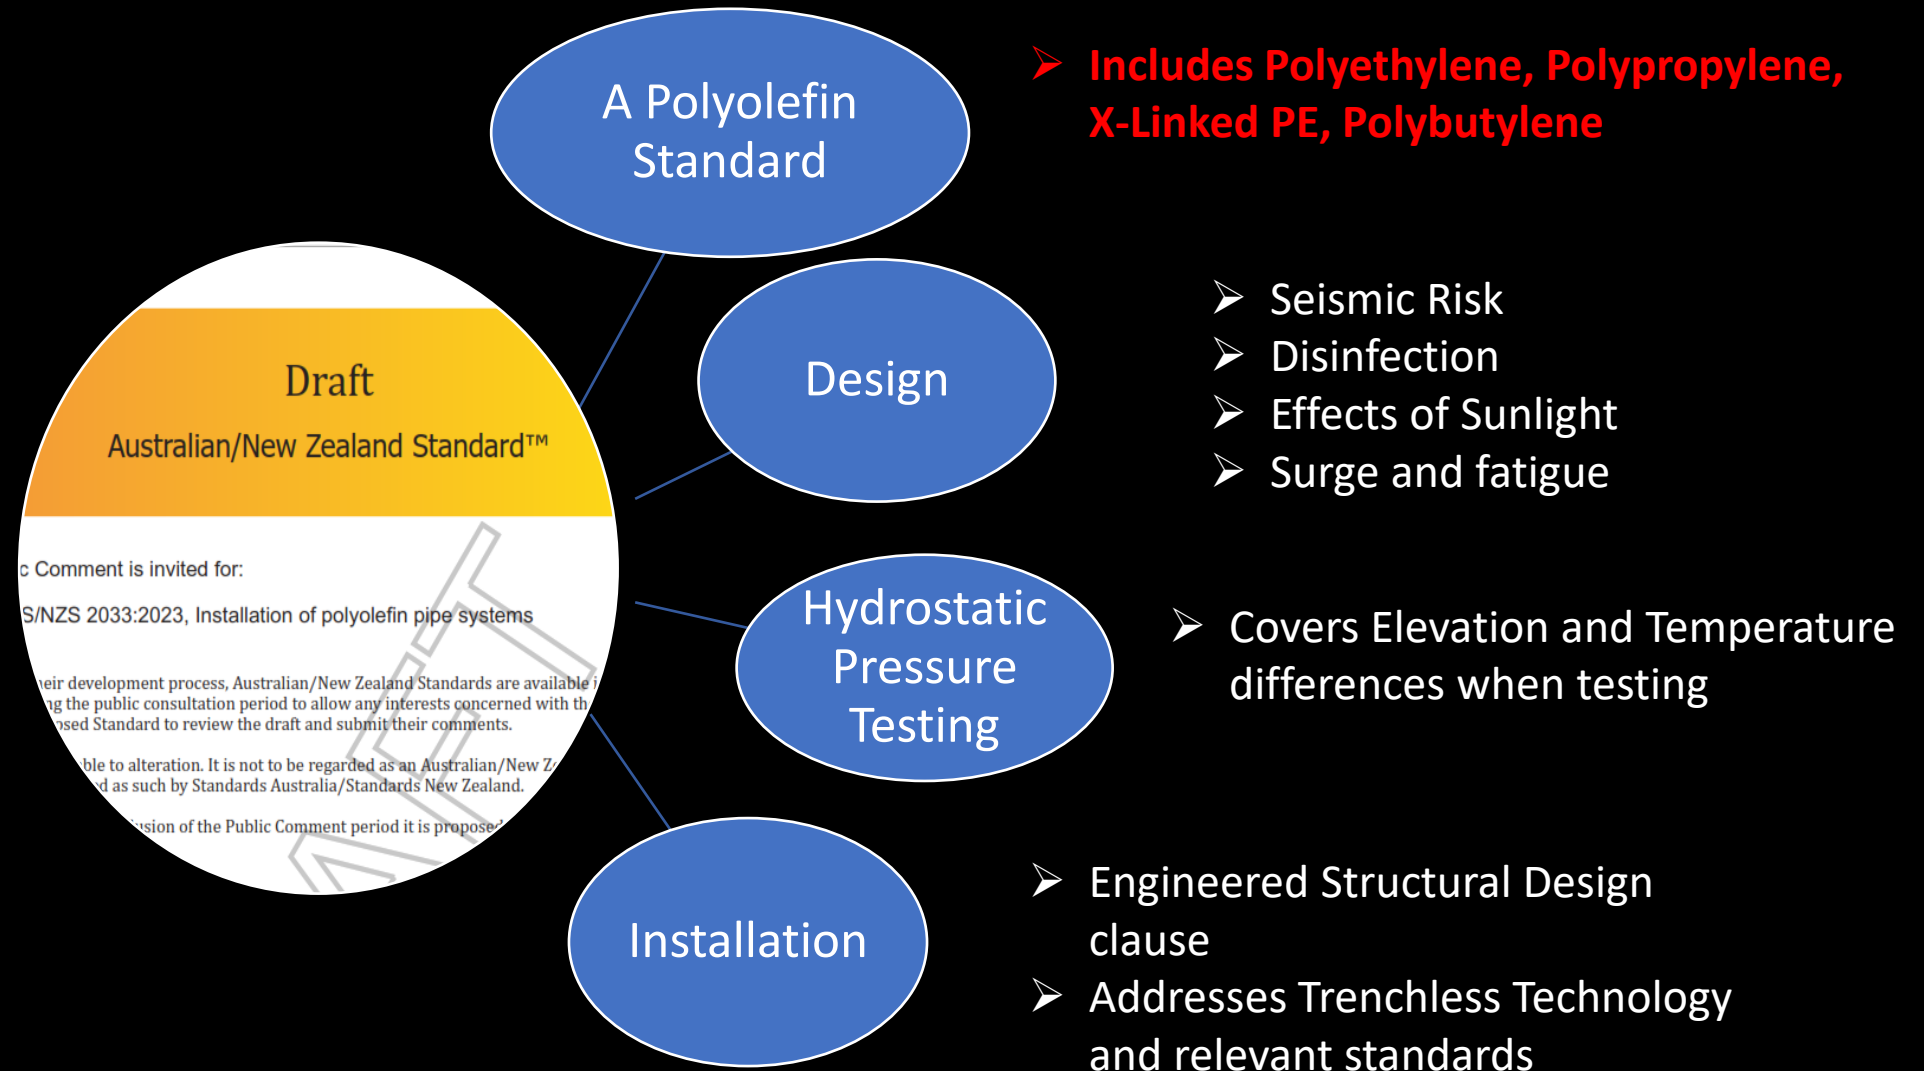 A Polyolefin
Standard
➢ Includes Polyethylene, Polypropylene,
X-Linked PE, Polybutylene
Design
➢ Seismic Risk
➢ Disinfection
➢ Effects of Sunlight
➢ Surge and fatigue
Draft
Australian/New Zealand Standard™
c Comment is invited for:
S/NZS 2033:2023, Installation of polyolefin pipe systems
eir development process, Australian/New Zealand Standards are available
ng the public consultation period to allow any interests concerned with th
osed Standard to review the draft and submit their comments.
ble to alteration. It is not to be regarded as an Australian/New Ze
d as such by Standards Australia/Standards New Zealand.
usion of the Public Comment period it is proposed
AFT
Hydrostatic
Pressure
Testing
➢ Covers Elevation and Temperature
differences when testing
Installation
➢ Engineered Structural Design
clause
➢ Addresses Trenchless Technology
and relevant standards